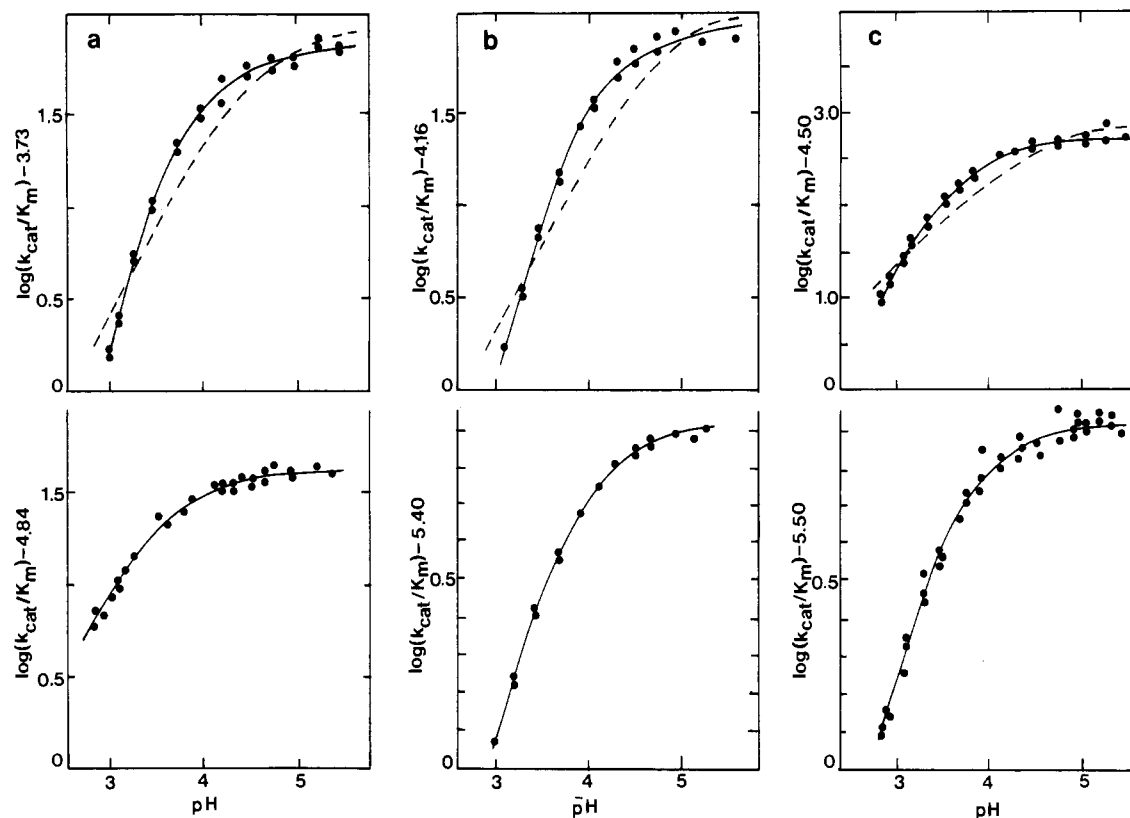 a
log(kcat/Km)-3.73
1.5
1.0
0.5
0
b
log(kcat/Km)-4.16
1.5
0.5
0
c
log(kcat/Km)-4.50
3.0
1.0
0
log(kcat/Km)-4.84
1.5
1.0
0.5
0
3 4 5
pH
log(kcat/Km)-5.40
0.5
0
3 4 5
p̄H
log(kcat/Km)-5.50
0.5
0
3 4 5
pH